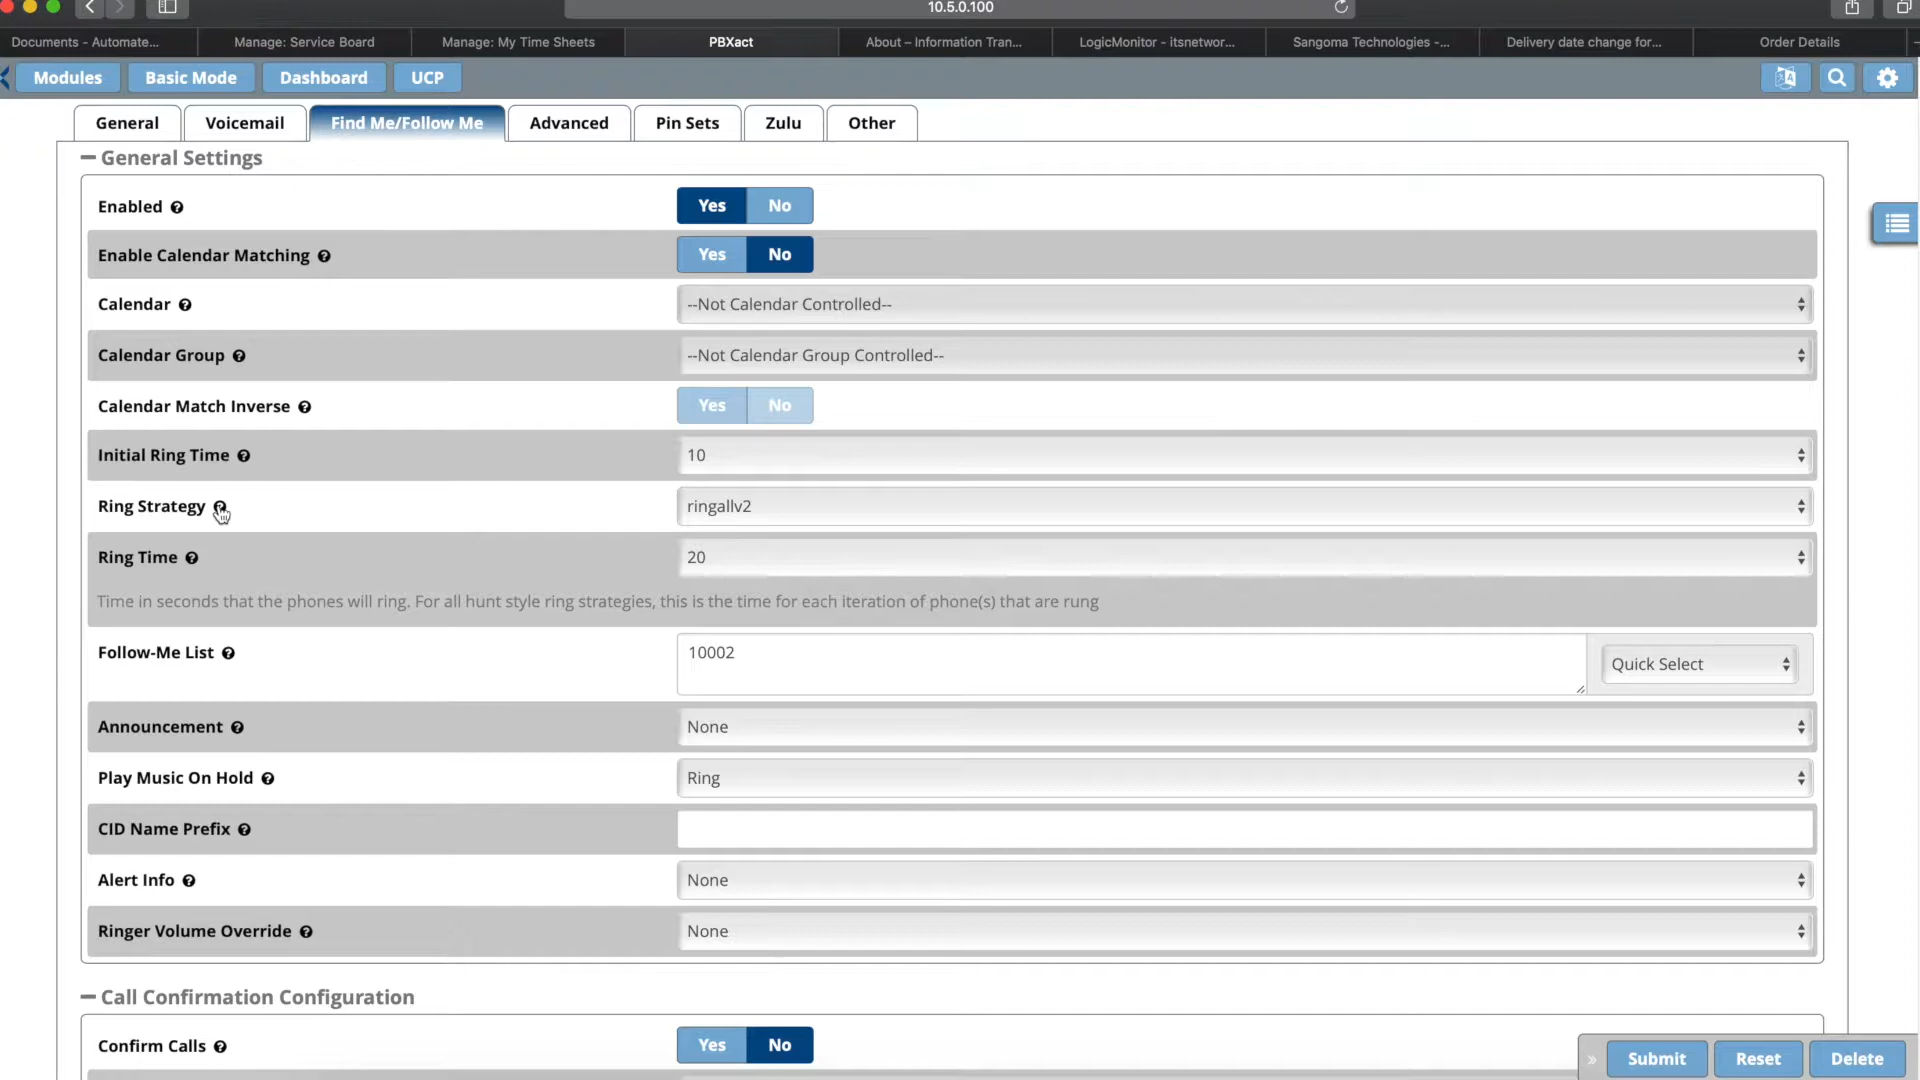 10.5.0.100
Documents - Automate...
Manage: Service Board
Manage: My Time Sheets
PBXact
About – Information Tran...
LogicMonitor - itsnetwor...
Sangoma Technologies -...
Delivery date change for...
Order Details
Modules
Basic Mode
Dashboard
UCP
General
Voicemail
Find Me/Follow Me
Advanced
Pin Sets
Zulu
Other
General Settings
Enabled
Yes No
Enable Calendar Matching
Yes No
Calendar
--Not Calendar Controlled--
Calendar Group
--Not Calendar Group Controlled--
Calendar Match Inverse
Yes No
Initial Ring Time
10
Ring Strategy
ringallv2
Ring Time
20
Time in seconds that the phones will ring. For all hunt style ring strategies, this is the time for each iteration of phone(s) that are rung
Follow-Me List
10002
Quick Select
Announcement
None
Play Music On Hold
Ring
CID Name Prefix
Alert Info
None
Ringer Volume Override
None
Call Confirmation Configuration
Confirm Calls
Yes No
» Submit Reset Delete